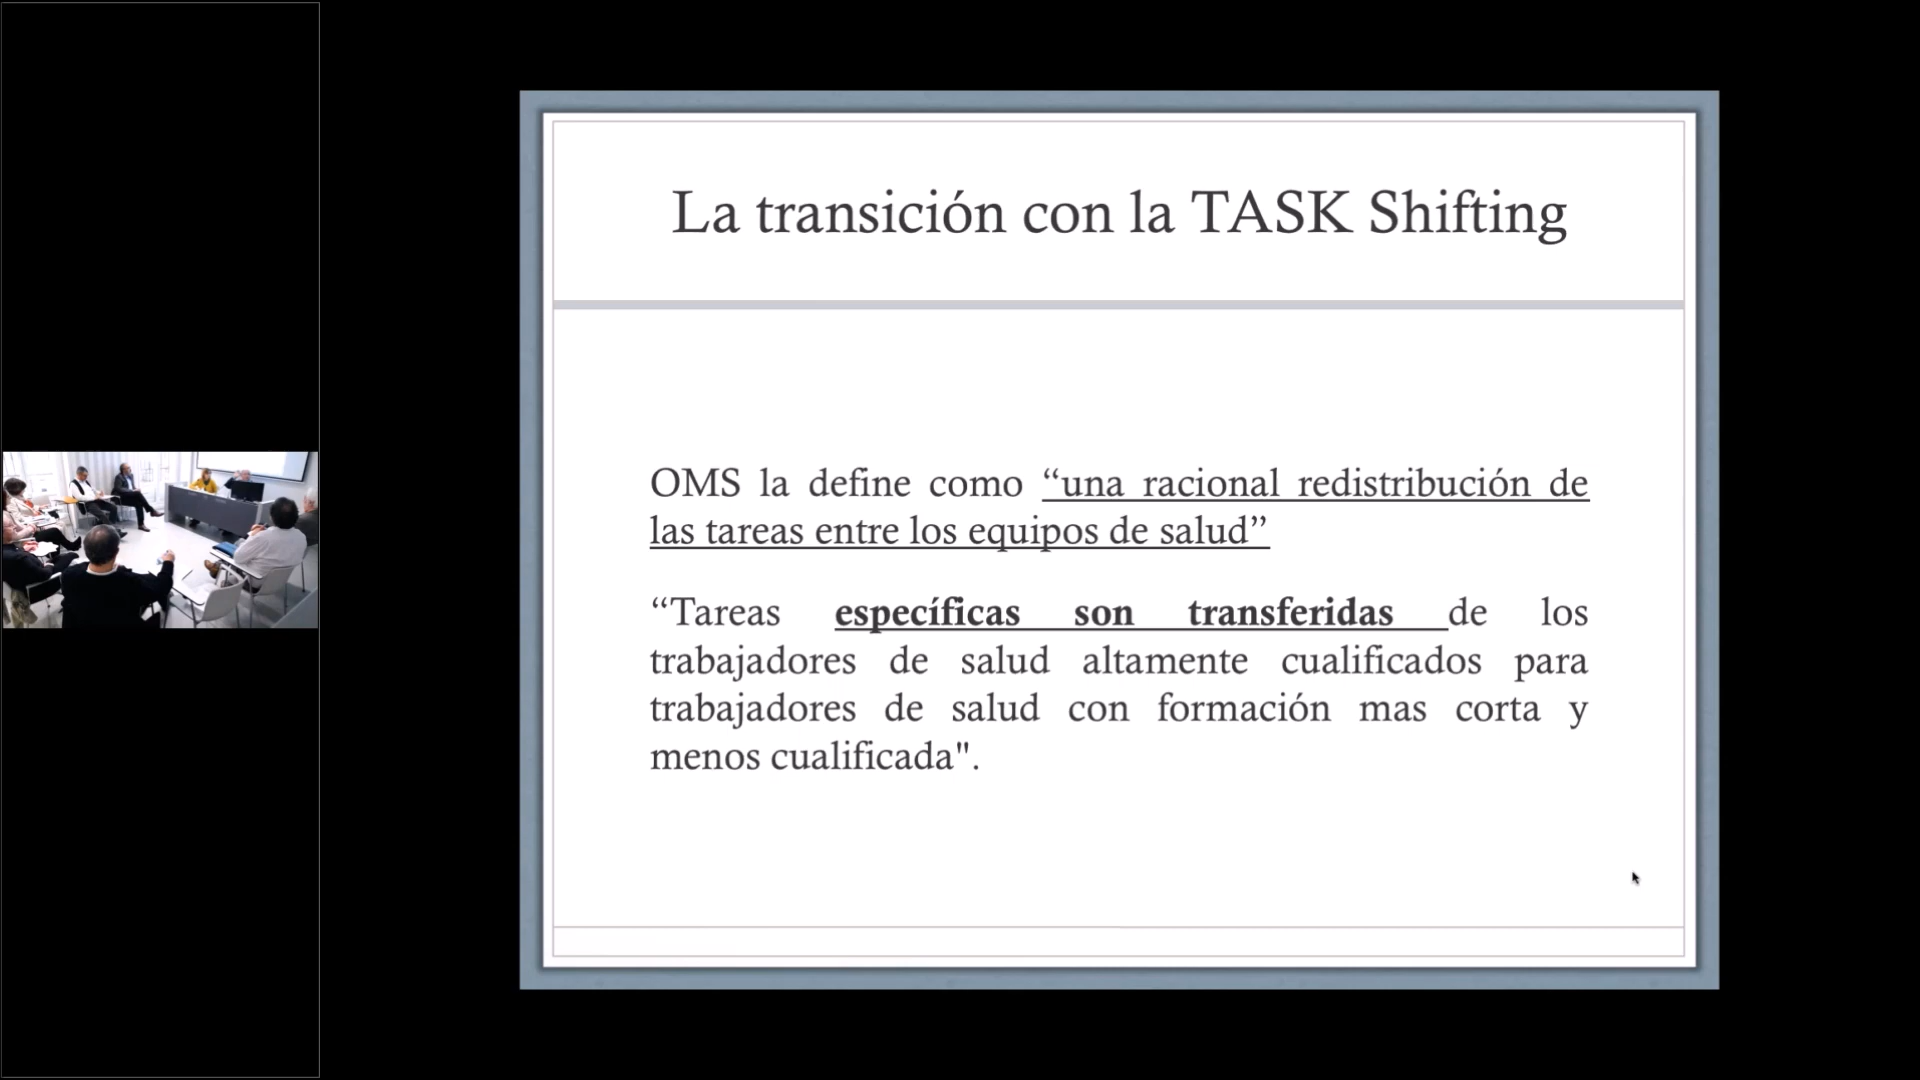 La transición con la TASK Shifting
OMS la define como “una racional redistribución de
las tareas entre los equipos de salud”
“Tareas específicas son transferidas de los
trabajadores de salud altamente cualificados para
trabajadores de salud con formación mas corta y
menos cualificada".